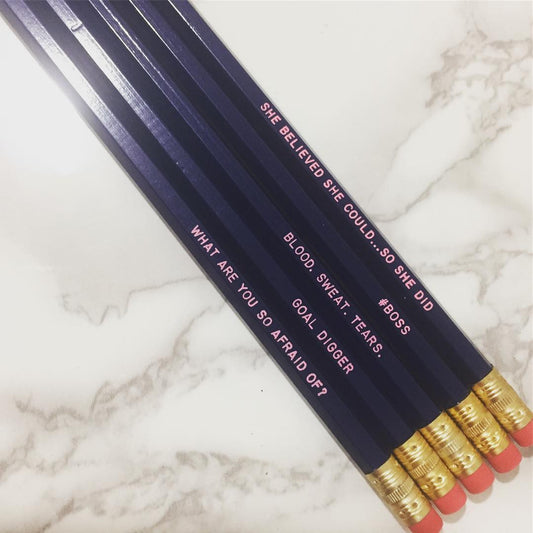 SHE BELIEVED SHE COULD...SO SHE DID
#BOSS
BLOOD. SWEAT. TEARS.
GOAL DIGGER
WHAT ARE YOU SO AFRAID OF?